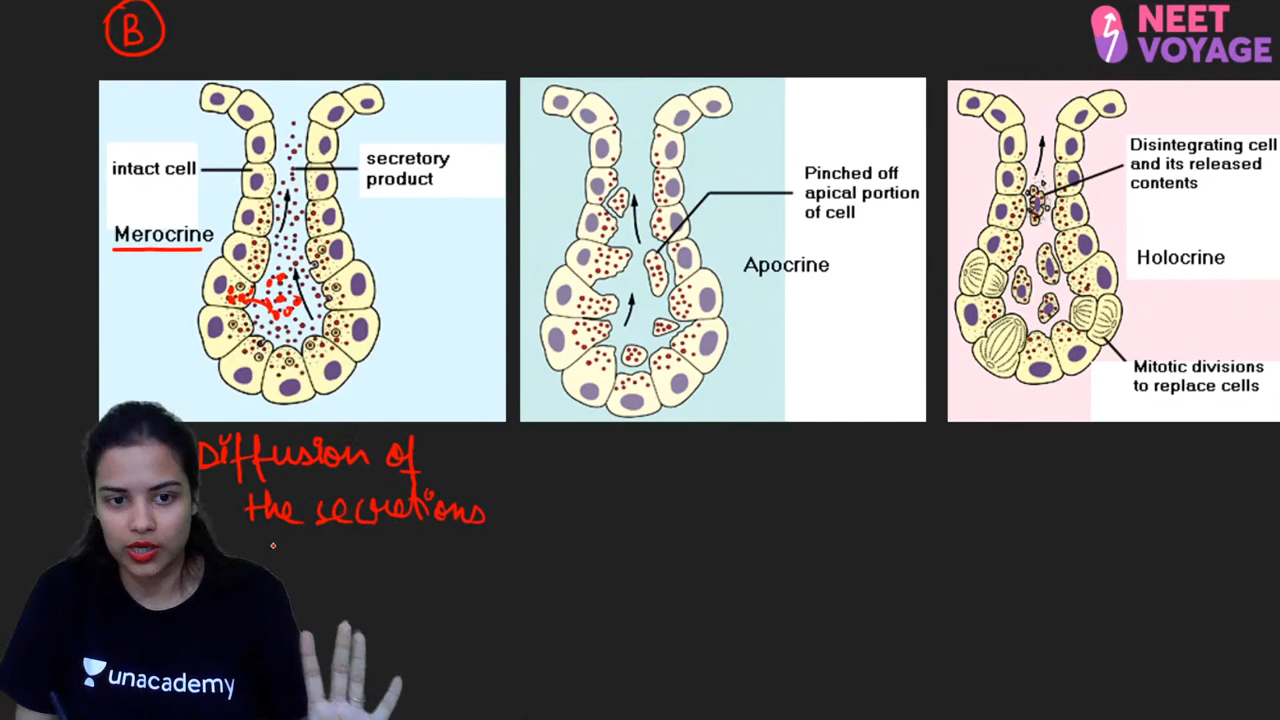 B
NEET
VOYAGE
intact cell
secretory
product
Merocrine
Pinched off
apical portion
of cell
Apocrine
Disintegrating cell
and its released
contents
Holocrine
Mitotic divisions
to replace cells
Diffusion of
the secretions
unacademy